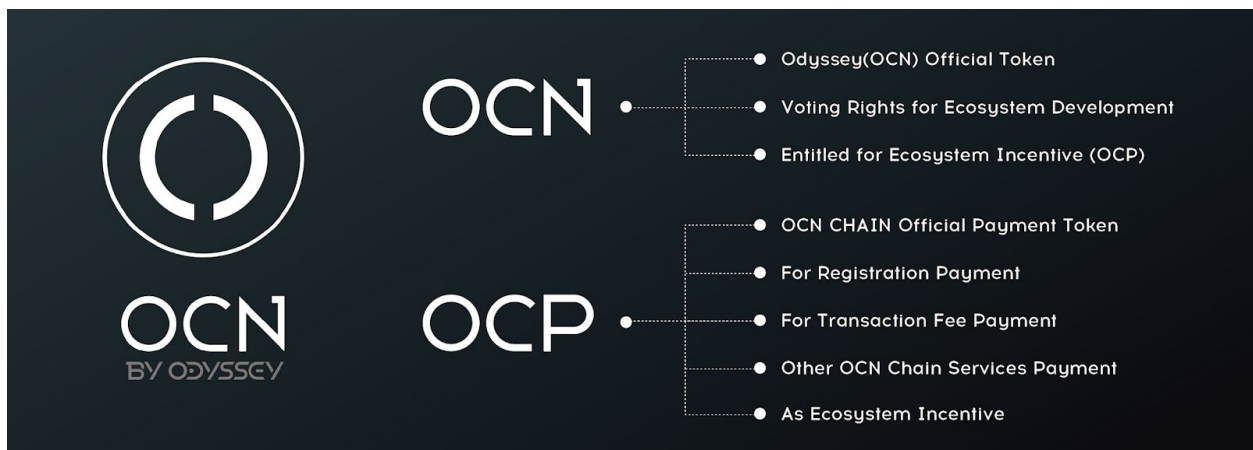 OCN
BY ODYSSEY
OCN
Odyssey(OCN) Official Token
Voting Rights for Ecosystem Development
Entitled for Ecosystem Incentive (OCP)
OCP
OCN CHAIN Official Payment Token
For Registration Payment
For Transaction Fee Payment
Other OCN Chain Services Payment
As Ecosystem Incentive